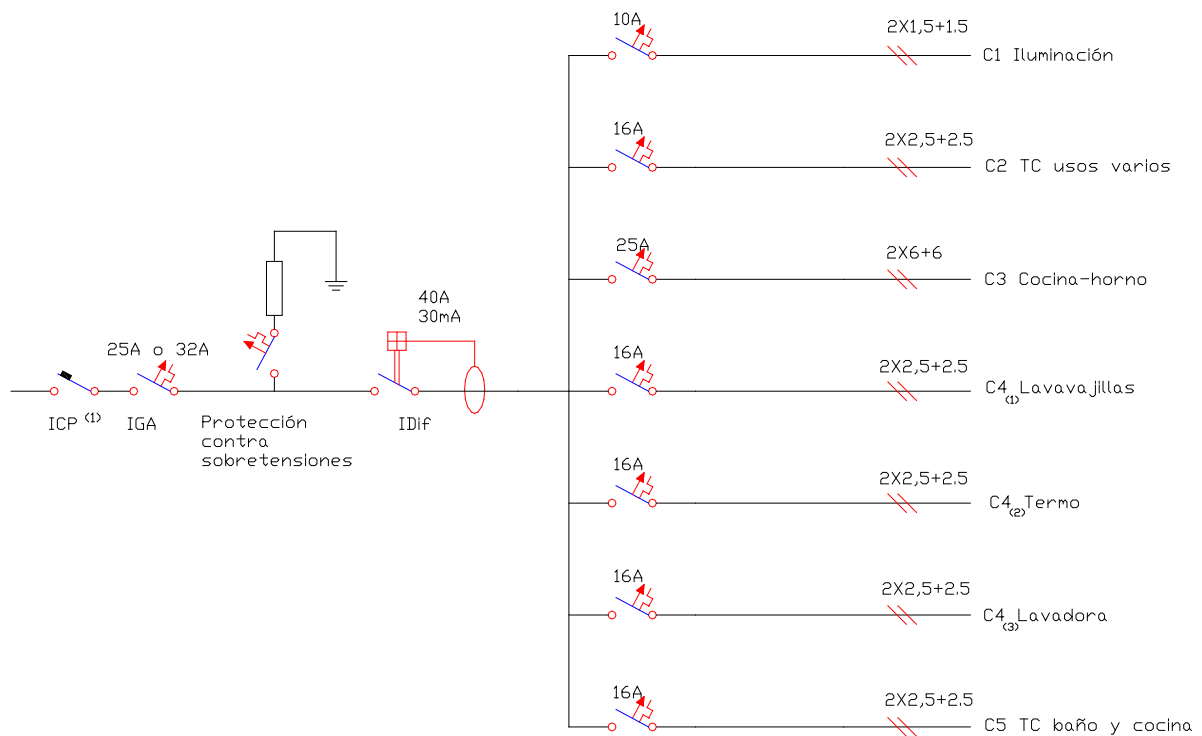 10A
2X1,5+1.5
C1 Iluminación
16A
2X2,5+2.5
C2 TC usos varios
25A
2X6+6
C3 Cocina-horno
40A
30mA
25A o 32A
16A
2X2,5+2.5
C4(1) Lavavajillas
ICP (1)
IGA
Protección
contra
sobretensiones
IDif
16A
2X2,5+2.5
C4(2) Termo
16A
2X2,5+2.5
C4(3) Lavadora
16A
2X2,5+2.5
C5 TC baño y cocina